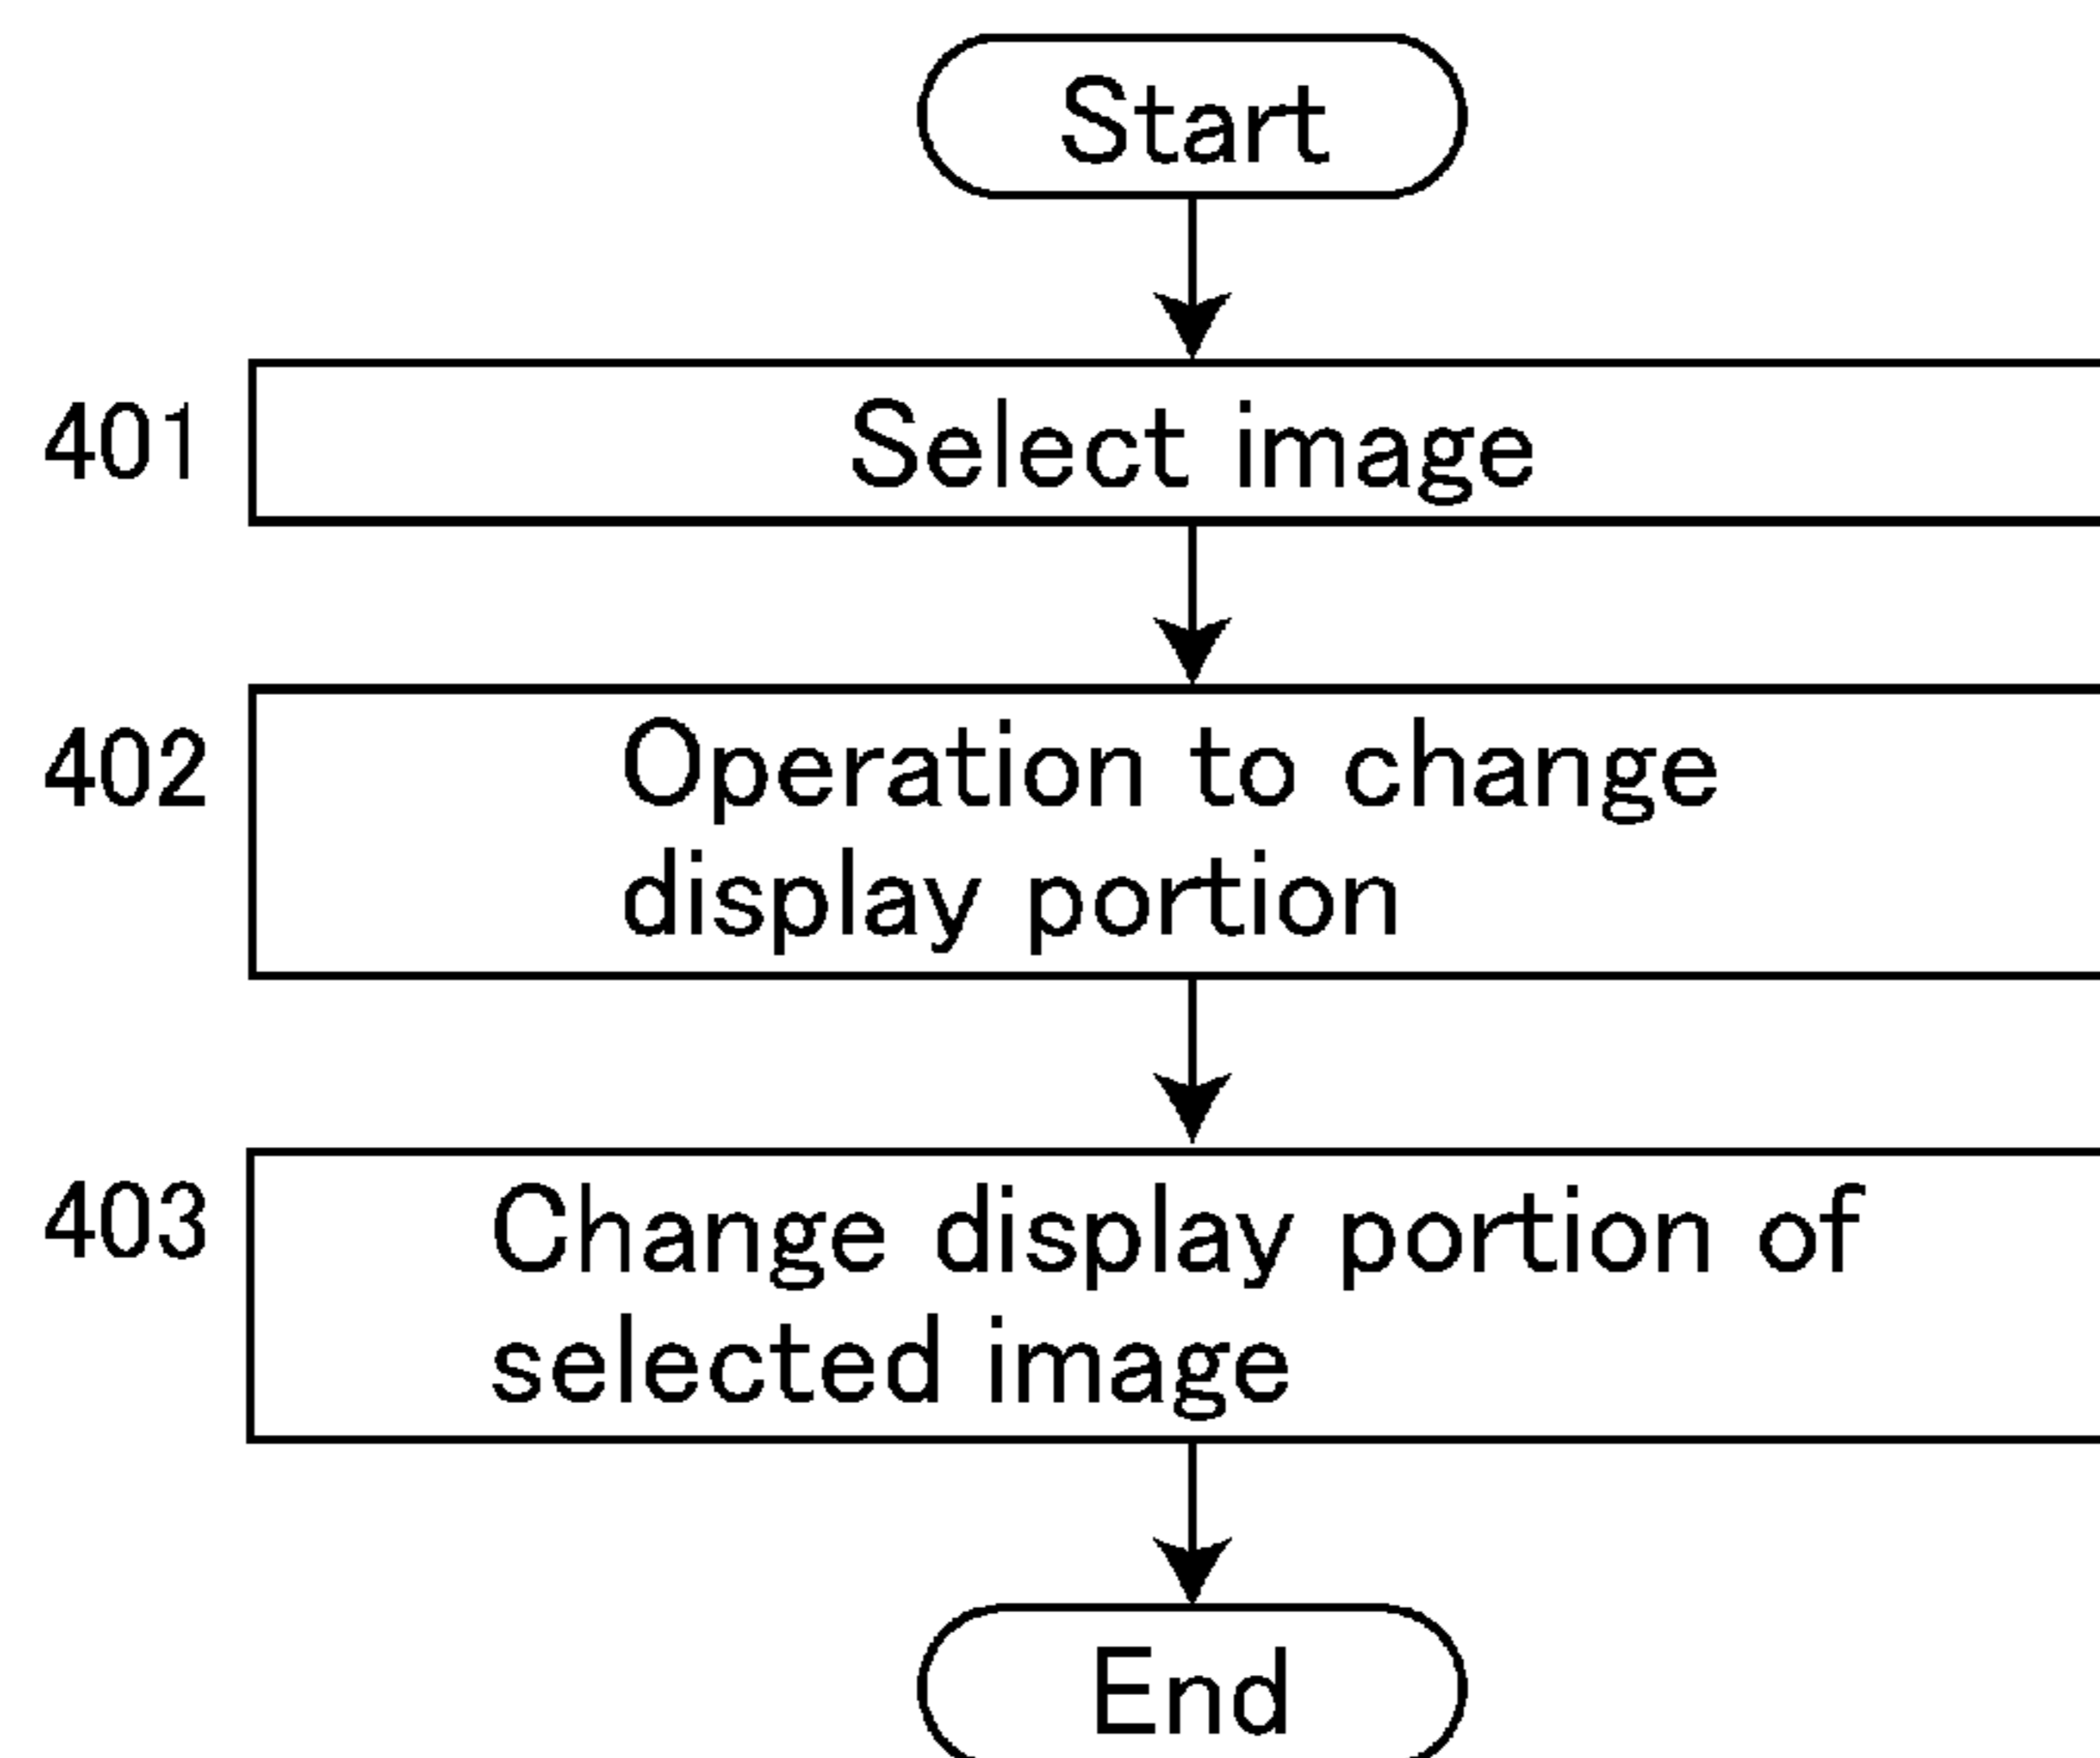 Start
401
Select image
402
Operation to change
display portion
403
Change display portion of
selected image
End